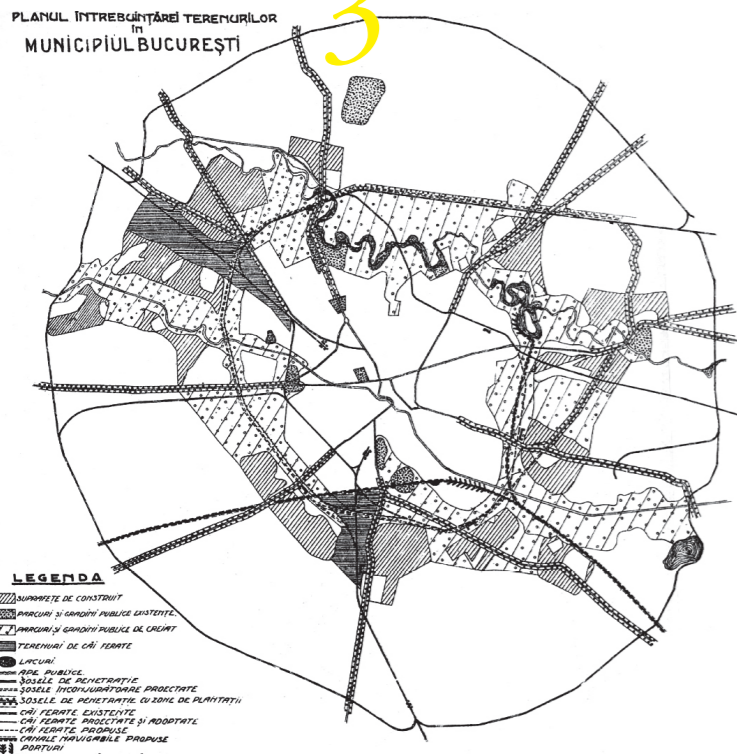 PLANUL ÎNTREBUINȚĂREI TERENURILOR
ÎN
MUNICIPIUL BUCUREȘTI
3
LEGENDA
SUPRAFEȚE DE CONSTRUIT
PARCURI ȘI GRĂDINI PUBLICE EXISTENTE.
PARCURI ȘI GRĂDINI PUBLICE DE CREIAT
TERENURI DE CĂI FERATE
LACURI
APE PUBLICE
ȘOSELE DE PENETRAȚIE
ȘOSELE ÎNCONJURĂTOARE PROECTATE
ȘOSELE DE PENETRAȚIE CU ZONE DE PLANTAȚII
CĂI FERATE EXISTENTE
CĂI FERATE PROECTATE ȘI ADOPTATE
CĂI FERATE PROPUSE
CANALE NAVIGABILE PROPUSE
PORTURI